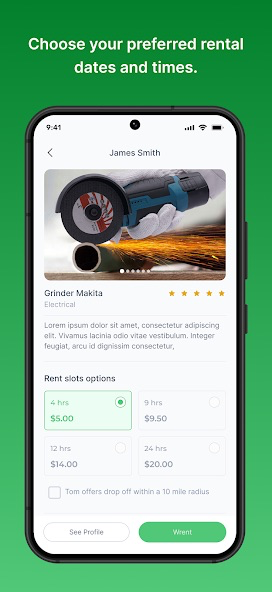 Choose your preferred rental
dates and times.
9:41
James Smith
Grinder Makita
Electrical
Lorem ipsum dolor sit amet, consectetur adipiscing
elit. Vivamus lacinia odio vitae vestibulum. Integer
feugiat, arcu id dignissim consectetur,
Rent slots options
4 hrs
$5.00
9 hrs
$9.50
12 hrs
$14.00
24 hrs
$20.00
Tom offers drop off within a 10 mile radius
See Profile
Wrent